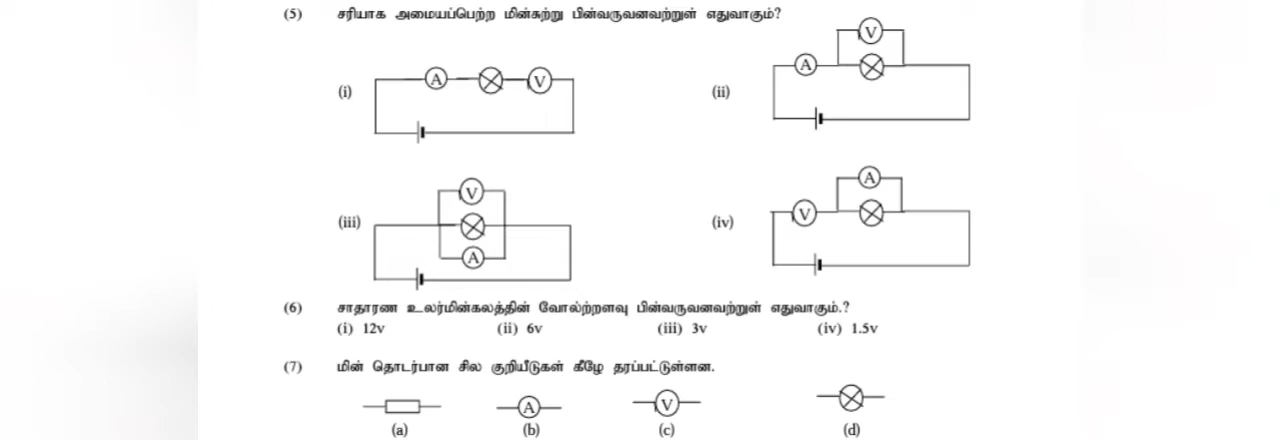 (5) சரியாக அமையப்பெற்ற மின்சுற்று பின்வருவனவற்றுள் எதுவாகும்?
(i) A V
(ii) A V
(iii) V A
(iv) V A
(6) சாதாரண உலர்மின்கலத்தின் வோல்ற்றளவு பின்வருவனவற்றுள் எதுவாகும்.?
(i) 12v (ii) 6v (iii) 3v (iv) 1.5v
(7) மின் தொடர்பான சில குறியீடுகள் கீழே தரப்பட்டுள்ளன.
A V
(a) (b) (c) (d)